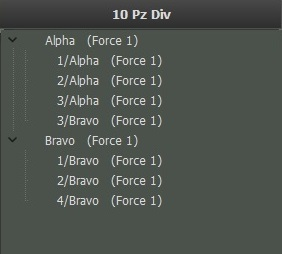 10 Pz Div
Alpha (Force 1)
1/Alpha (Force 1)
2/Alpha (Force 1)
3/Alpha (Force 1)
3/Bravo (Force 1)
Bravo (Force 1)
1/Bravo (Force 1)
2/Bravo (Force 1)
4/Bravo (Force 1)